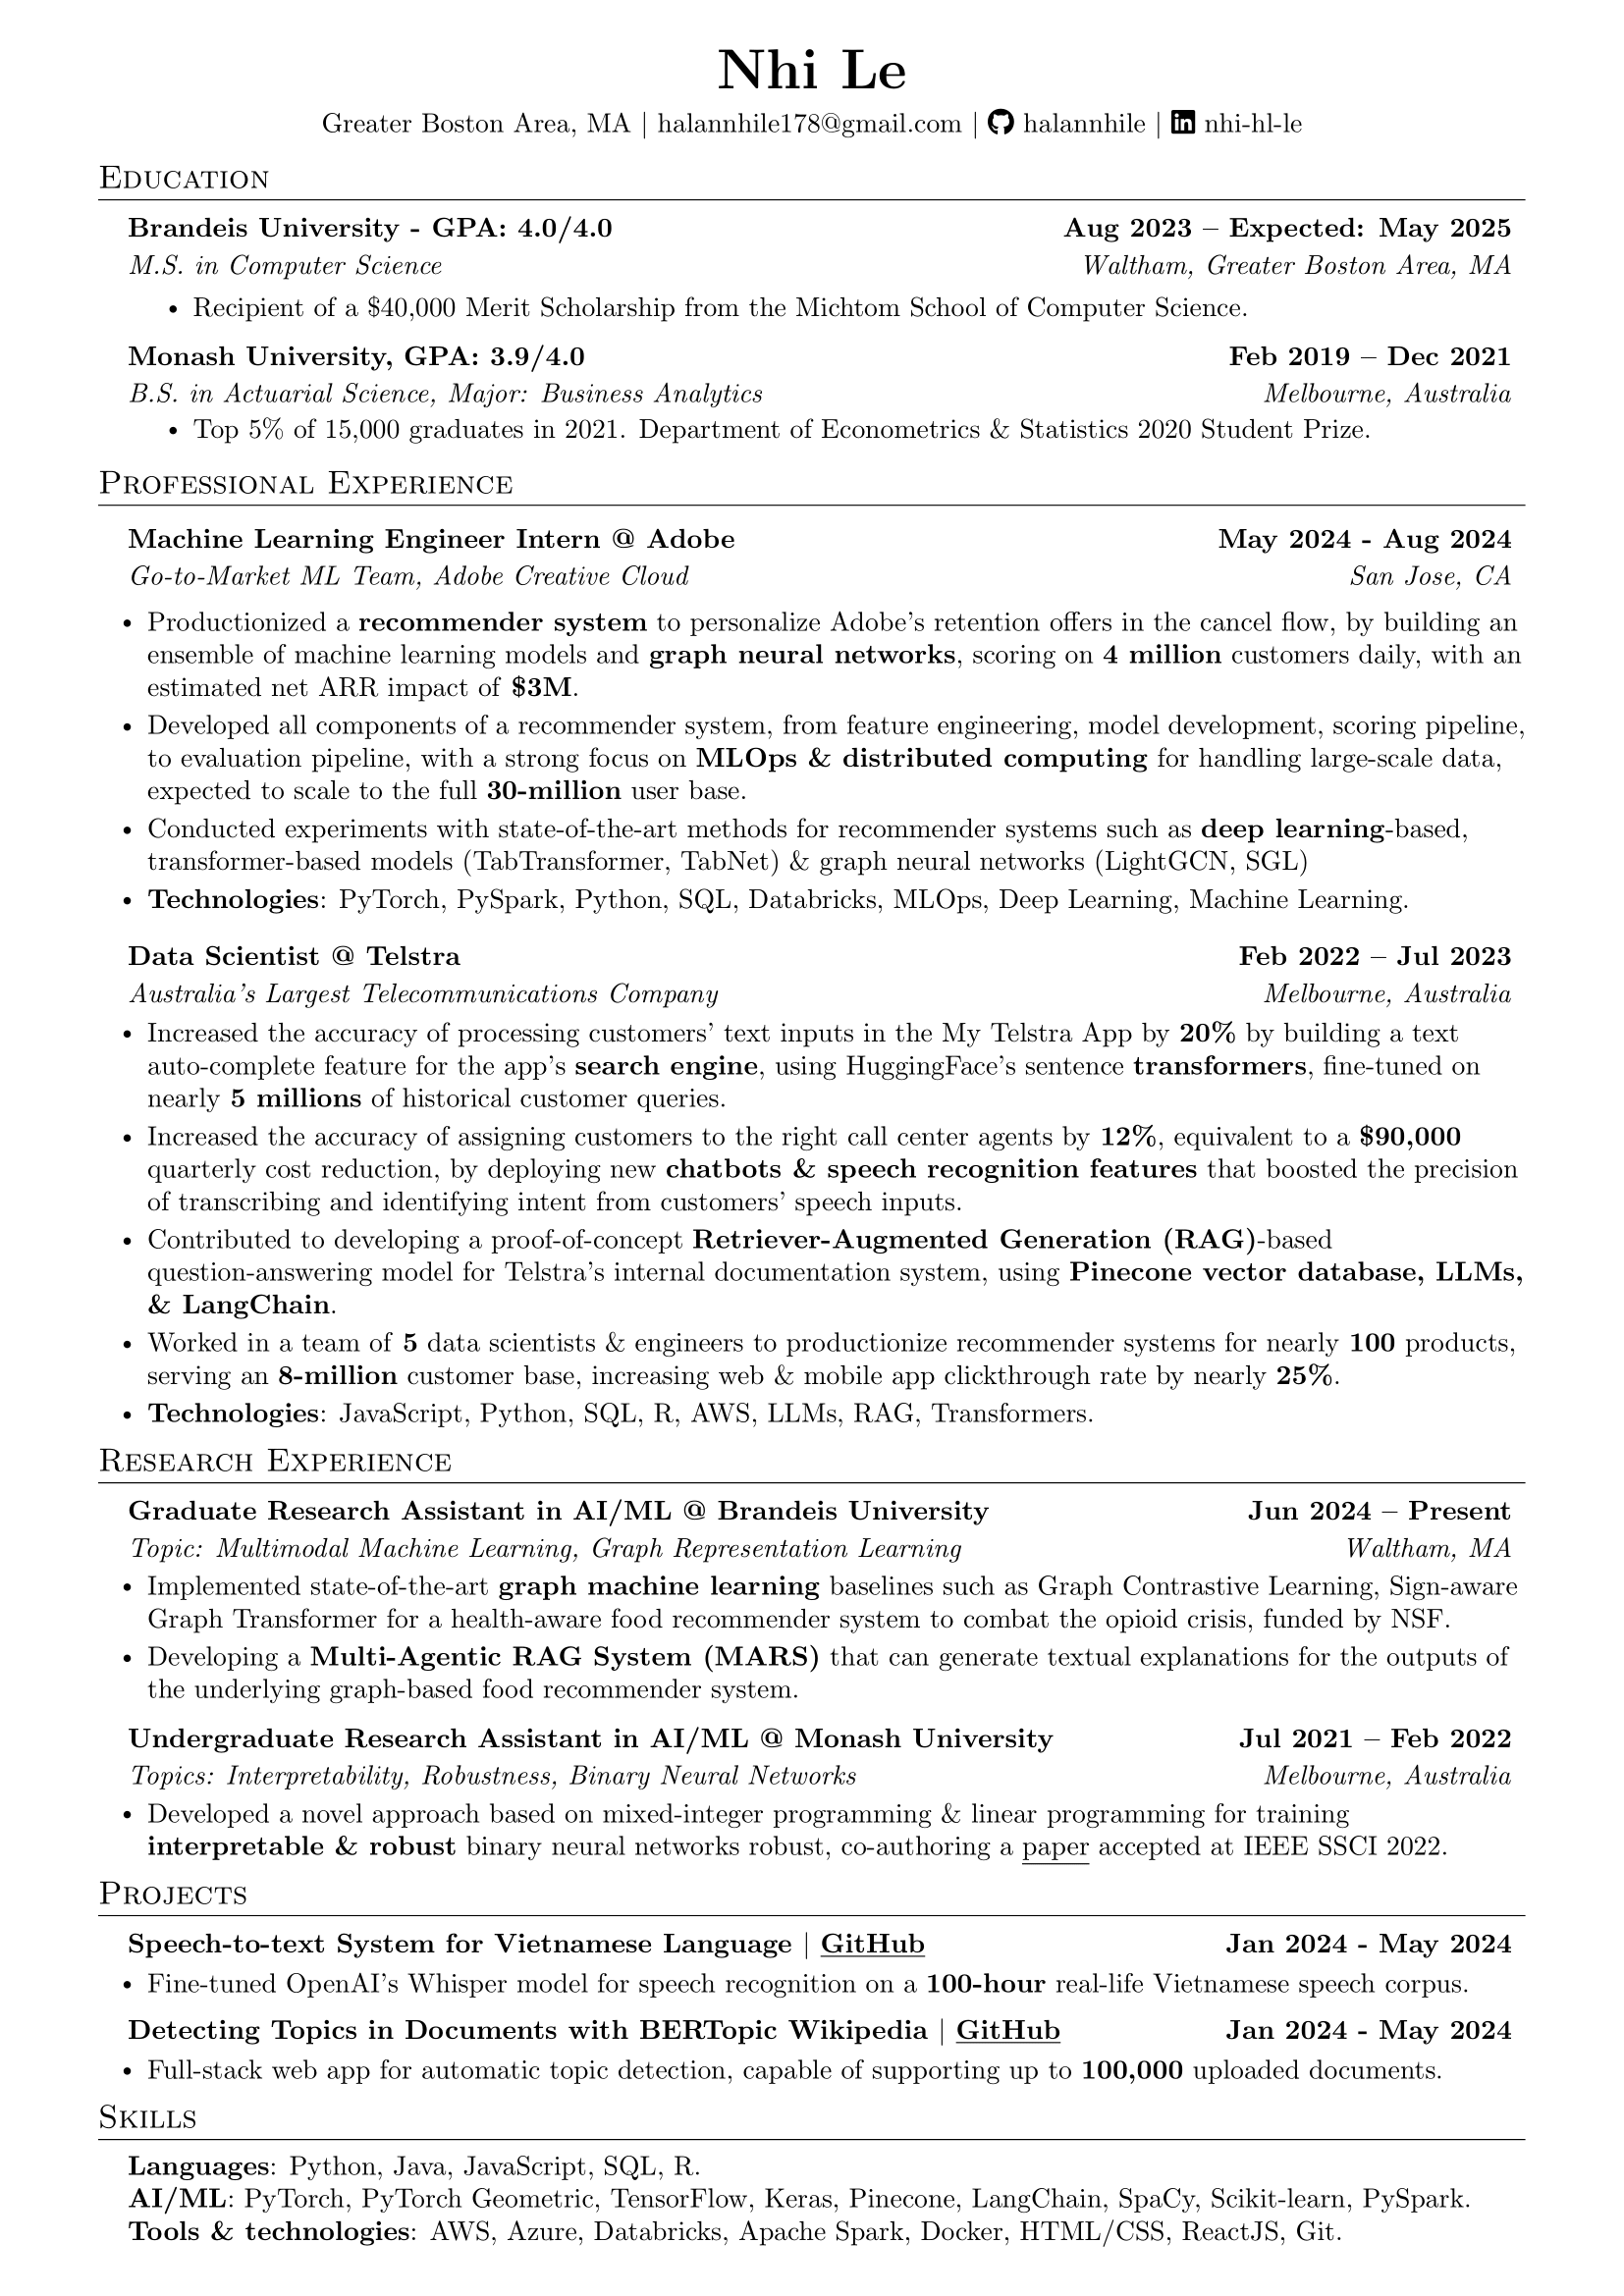 Nhi Le
Greater Boston Area, MA | halannhile178@gmail.com | halannhile | nhi-hl-le
Education
Brandeis University - GPA: 4.0/4.0 Aug 2023 – Expected: May 2025
M.S. in Computer Science Waltham, Greater Boston Area, MA
• Recipient of a $40,000 Merit Scholarship from the Michtom School of Computer Science.
Monash University, GPA: 3.9/4.0 Feb 2019 – Dec 2021
B.S. in Actuarial Science, Major: Business Analytics Melbourne, Australia
• Top 5% of 15,000 graduates in 2021. Department of Econometrics & Statistics 2020 Student Prize.
Professional Experience
Machine Learning Engineer Intern @ Adobe May 2024 - Aug 2024
Go-to-Market ML Team, Adobe Creative Cloud San Jose, CA
• Productionized a recommender system to personalize Adobe's retention offers in the cancel flow, by building an
ensemble of machine learning models and graph neural networks, scoring on 4 million customers daily, with an
estimated net ARR impact of $3M.
• Developed all components of a recommender system, from feature engineering, model development, scoring pipeline,
to evaluation pipeline, with a strong focus on MLOps & distributed computing for handling large-scale data,
expected to scale to the full 30-million user base.
• Conducted experiments with state-of-the-art methods for recommender systems such as deep learning-based,
transformer-based models (TabTransformer, TabNet) & graph neural networks (LightGCN, SGL)
• Technologies: PyTorch, PySpark, Python, SQL, Databricks, MLOps, Deep Learning, Machine Learning.
Data Scientist @ Telstra Feb 2022 – Jul 2023
Australia's Largest Telecommunications Company Melbourne, Australia
• Increased the accuracy of processing customers' text inputs in the My Telstra App by 20% by building a text
auto-complete feature for the app's search engine, using HuggingFace's sentence transformers, fine-tuned on
nearly 5 millions of historical customer queries.
• Increased the accuracy of assigning customers to the right call center agents by 12%, equivalent to a $90,000
quarterly cost reduction, by deploying new chatbots & speech recognition features that boosted the precision
of transcribing and identifying intent from customers' speech inputs.
• Contributed to developing a proof-of-concept Retriever-Augmented Generation (RAG)-based
question-answering model for Telstra's internal documentation system, using Pinecone vector database, LLMs,
& LangChain.
• Worked in a team of 5 data scientists & engineers to productionize recommender systems for nearly 100 products,
serving an 8-million customer base, increasing web & mobile app clickthrough rate by nearly 25%.
• Technologies: JavaScript, Python, SQL, R, AWS, LLMs, RAG, Transformers.
Research Experience
Graduate Research Assistant in AI/ML @ Brandeis University Jun 2024 – Present
Topic: Multimodal Machine Learning, Graph Representation Learning Waltham, MA
• Implemented state-of-the-art graph machine learning baselines such as Graph Contrastive Learning, Sign-aware
Graph Transformer for a health-aware food recommender system to combat the opioid crisis, funded by NSF.
• Developing a Multi-Agentic RAG System (MARS) that can generate textual explanations for the outputs of
the underlying graph-based food recommender system.
Undergraduate Research Assistant in AI/ML @ Monash University Jul 2021 – Feb 2022
Topics: Interpretability, Robustness, Binary Neural Networks Melbourne, Australia
• Developed a novel approach based on mixed-integer programming & linear programming for training
interpretable & robust binary neural networks robust, co-authoring a paper accepted at IEEE SSCI 2022.
Projects
Speech-to-text System for Vietnamese Language | GitHub Jan 2024 - May 2024
• Fine-tuned OpenAI's Whisper model for speech recognition on a 100-hour real-life Vietnamese speech corpus.
Detecting Topics in Documents with BERTopic Wikipedia | GitHub Jan 2024 - May 2024
• Full-stack web app for automatic topic detection, capable of supporting up to 100,000 uploaded documents.
Skills
Languages: Python, Java, JavaScript, SQL, R.
AI/ML: PyTorch, PyTorch Geometric, TensorFlow, Keras, Pinecone, LangChain, SpaCy, Scikit-learn, PySpark.
Tools & technologies: AWS, Azure, Databricks, Apache Spark, Docker, HTML/CSS, ReactJS, Git.